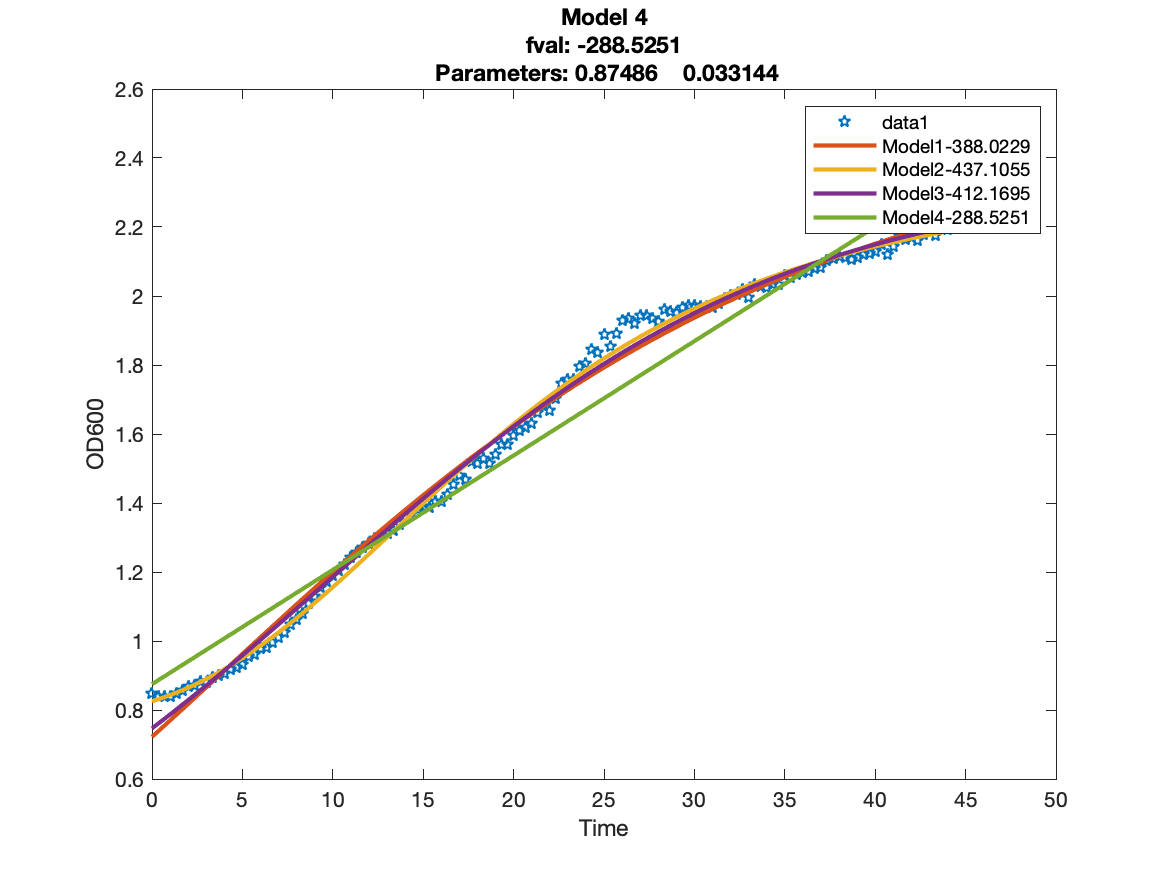 Model 4
fval: -288.5251
Parameters: 0.87486 0.033144
2.6
2.4
2.2
2
1.8
1.6
1.4
1.2
1
0.8
0.6
OD600
data1
Model1-388.0229
Model2-437.1055
Model3-412.1695
Model4-288.5251
0 5 10 15 20 25 30 35 40 45 50
Time